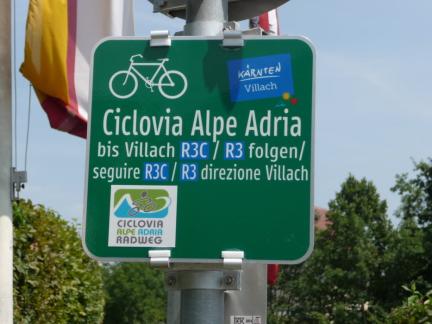 KÄRNTEN
Villach
Ciclovia Alpe Adria
bis Villach R3C / R3 folgen/
seguire R3C / R3 direzione Villach
CICLOVIA
ALPE ADRIA
RADWEG